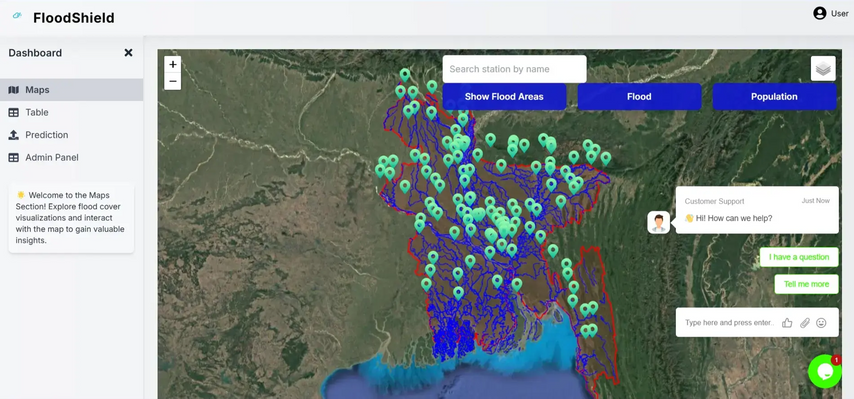 FloodShield
User
Dashboard
Maps
Table
Prediction
Admin Panel
Welcome to the Maps
Section! Explore flood cover
visualizations and interact
with the map to gain valuable
insights.
+
−
Search station by name
Show Flood Areas
Flood
Population
Customer Support
Just Now
👋 Hi! How can we help?
I have a question
Tell me more
Type here and press enter..
1